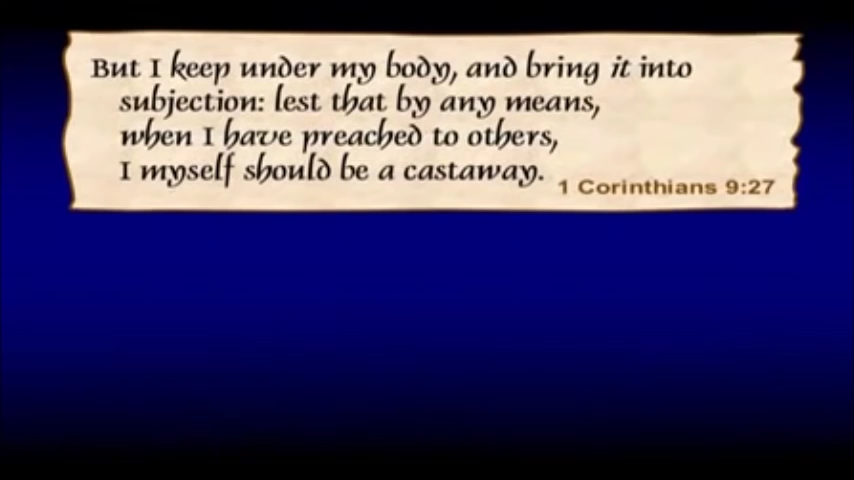 But I keep under my body, and bring it into
subjection: lest that by any means,
when I have preached to others,
I myself should be a castaway.
1 Corinthians 9:27